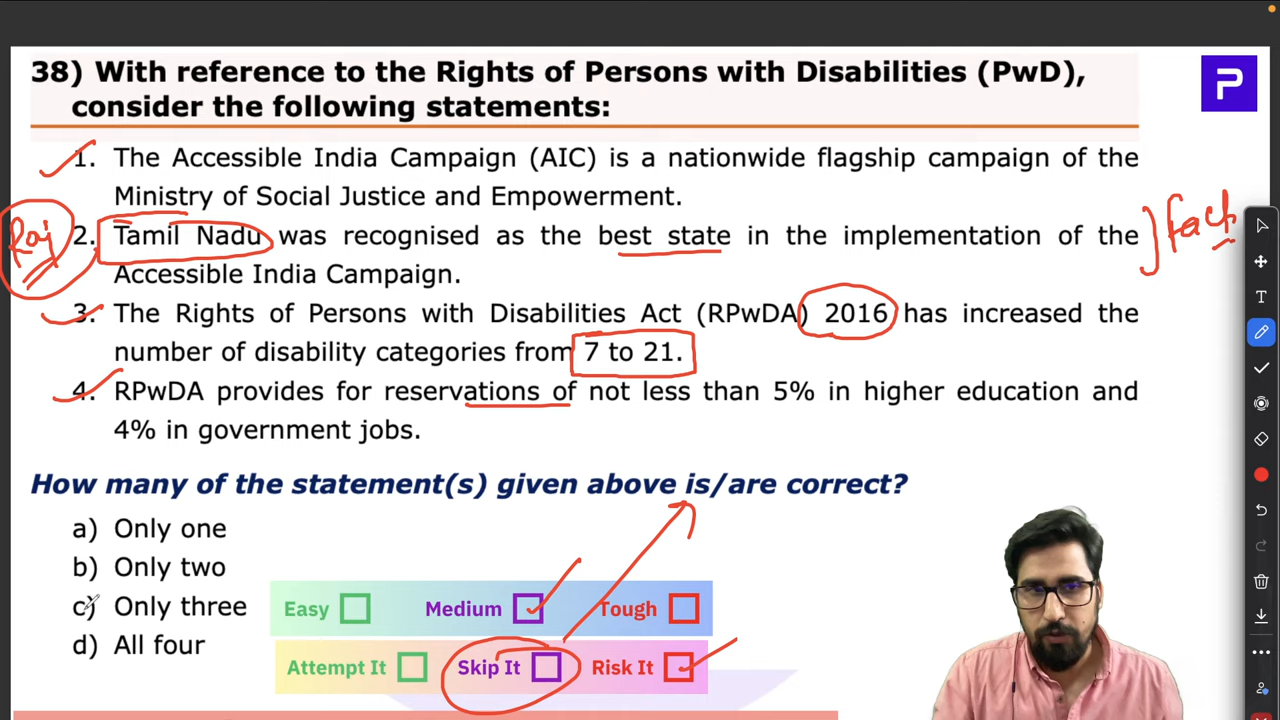 38) With reference to the Rights of Persons with Disabilities (PwD),
consider the following statements:
1. The Accessible India Campaign (AIC) is a nationwide flagship campaign of the
Ministry of Social Justice and Empowerment.
Raj
2. Tamil Nadu was recognised as the best state in the implementation of the
Accessible India Campaign.
fact
3. The Rights of Persons with Disabilities Act (RPwDA) 2016 has increased the
number of disability categories from 7 to 21.
4. RPwDA provides for reservations of not less than 5% in higher education and
4% in government jobs.
How many of the statement(s) given above is/are correct?
a) Only one
b) Only two
c) Only three
d) All four
Easy Medium Tough
Attempt It Skip It Risk It
P
T